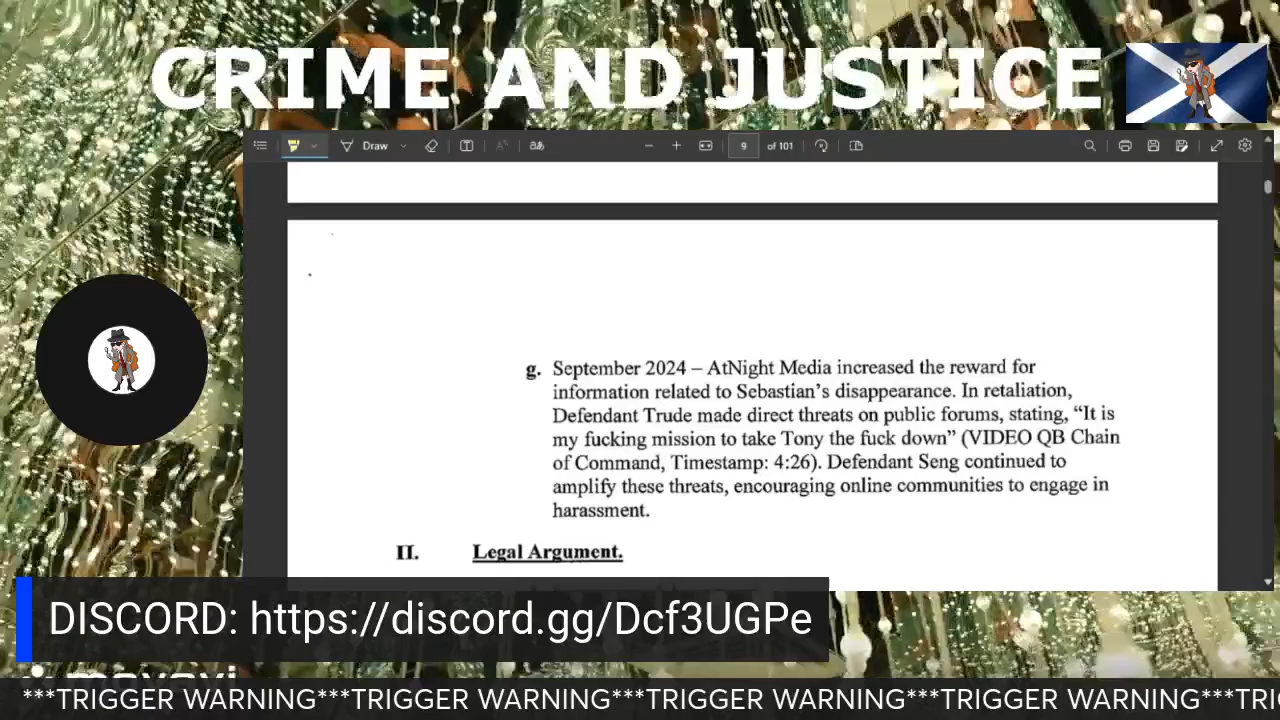 CRIME AND JUSTICE
Draw
9 of 101
g. September 2024 – AtNight Media increased the reward for
information related to Sebastian’s disappearance. In retaliation,
Defendant Trude made direct threats on public forums, stating, “It is
my fucking mission to take Tony the fuck down” (VIDEO QB Chain
of Command, Timestamp: 4:26). Defendant Seng continued to
amplify these threats, encouraging online communities to engage in
harassment.
II. Legal Argument.
DISCORD: https://discord.gg/Dcf3UGPe
***TRIGGER WARNING***TRIGGER WARNING***TRIGGER WARNING***TRIGGER WARNING***TRI